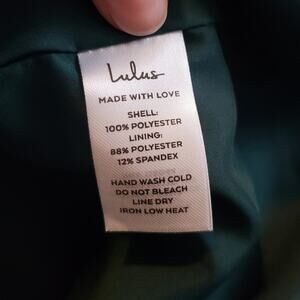 Lulus
MADE WITH LOVE
SHELL:
100% POLYESTER
LINING:
88% POLYESTER
12% SPANDEX
HAND WASH COLD
DO NOT BLEACH
LINE DRY
IRON LOW HEAT